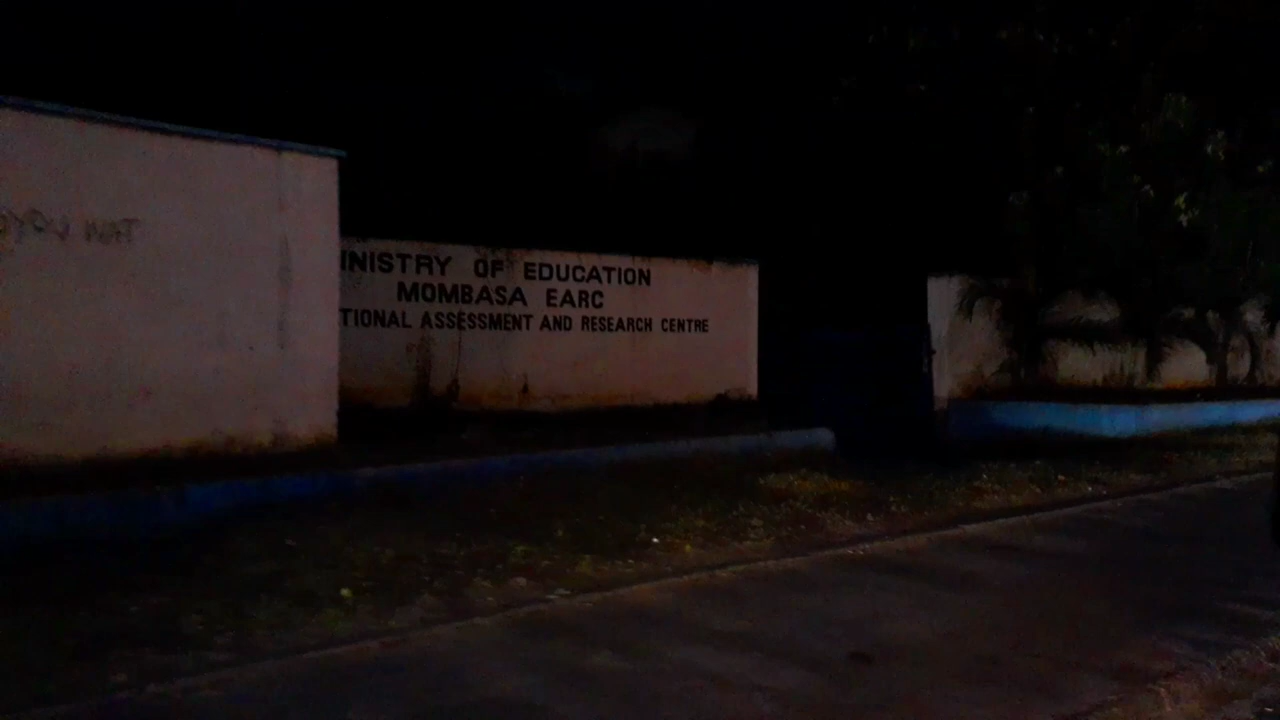 INISTRY OF EDUCATION
MOMBASA EARC
TIONAL ASSESSMENT AND RESEARCH CENTRE